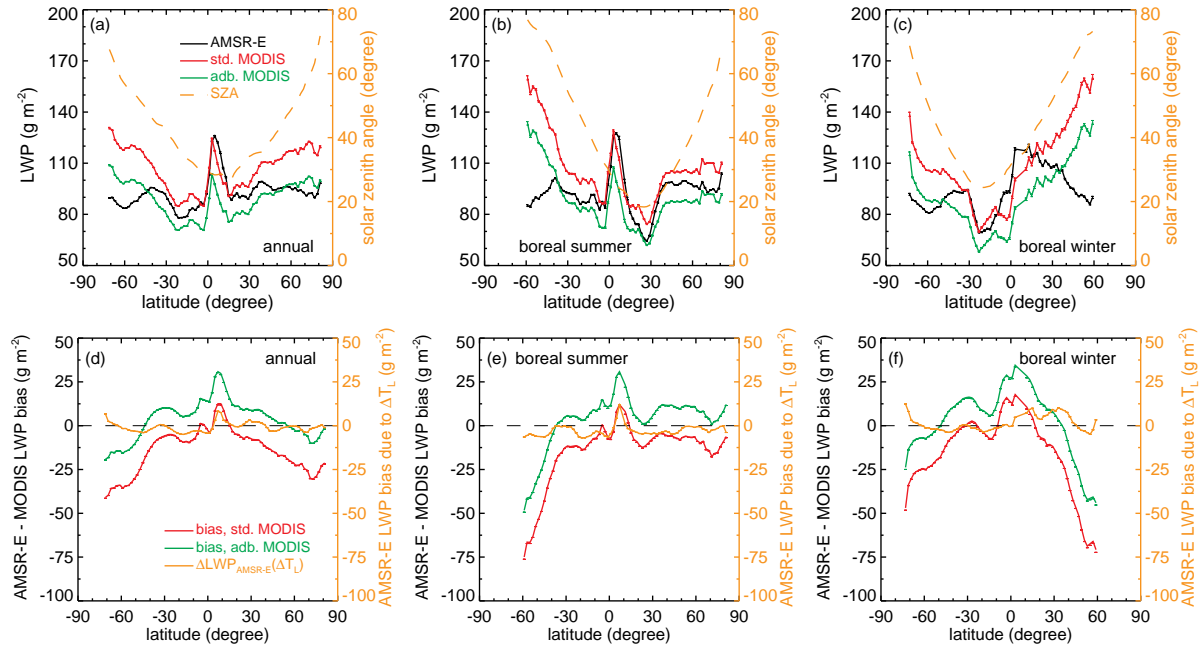 (a)
AMSR-E
std. MODIS
adb. MODIS
SZA
annual
200
170
140
110
80
50
LWP (g m-2)
80
60
40
20
0
solar zenith angle (degree)
-90 -60 -30 0 30 60 90
latitude (degree)
(b)
boreal summer
200
170
140
110
80
50
LWP (g m-2)
80
60
40
20
0
solar zenith angle (degree)
-90 -60 -30 0 30 60 90
latitude (degree)
(c)
boreal winter
200
170
140
110
80
50
LWP (g m-2)
80
60
40
20
0
solar zenith angle (degree)
-90 -60 -30 0 30 60 90
latitude (degree)
(d) annual
bias, std. MODIS
bias, adb. MODIS
ΔLWPAMSR-E(ΔTL)
50
25
0
-25
-50
-75
-100
AMSR-E - MODIS LWP bias (g m-2)
50
25
0
-25
-50
-75
-100
AMSR-E LWP bias due to ΔTL (g m-2)
-90 -60 -30 0 30 60 90
latitude (degree)
(e) boreal summer
50
25
0
-25
-50
-75
-100
AMSR-E - MODIS LWP bias (g m-2)
50
25
0
-25
-50
-75
-100
AMSR-E LWP bias due to ΔTL (g m-2)
-90 -60 -30 0 30 60 90
latitude (degree)
(f) boreal winter
50
25
0
-25
-50
-75
-100
AMSR-E - MODIS LWP bias (g m-2)
50
25
0
-25
-50
-75
-100
AMSR-E LWP bias due to ΔTL (g m-2)
-90 -60 -30 0 30 60 90
latitude (degree)